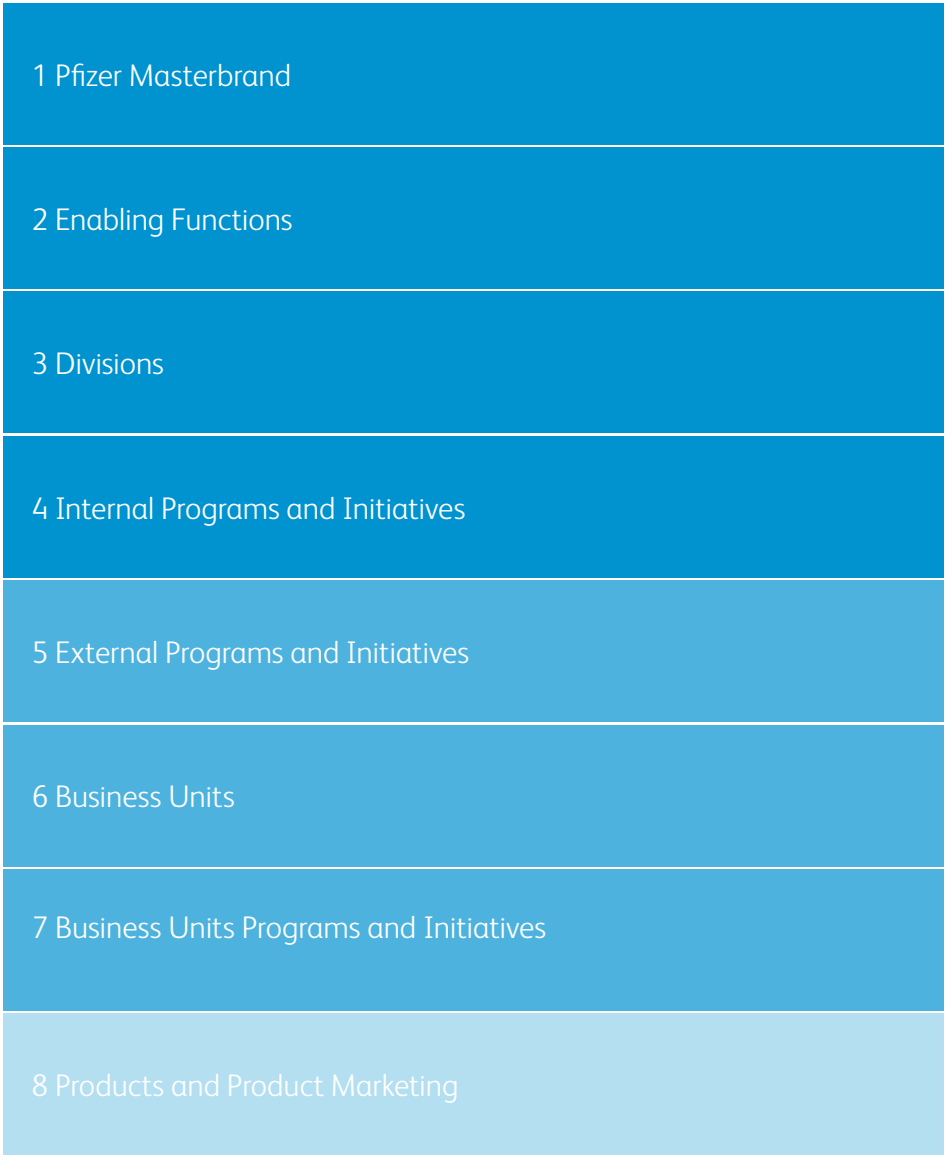 1 Pfizer Masterbrand
2 Enabling Functions
3 Divisions
4 Internal Programs and Initiatives
5 External Programs and Initiatives
6 Business Units
7 Business Units Programs and Initiatives
8 Products and Product Marketing